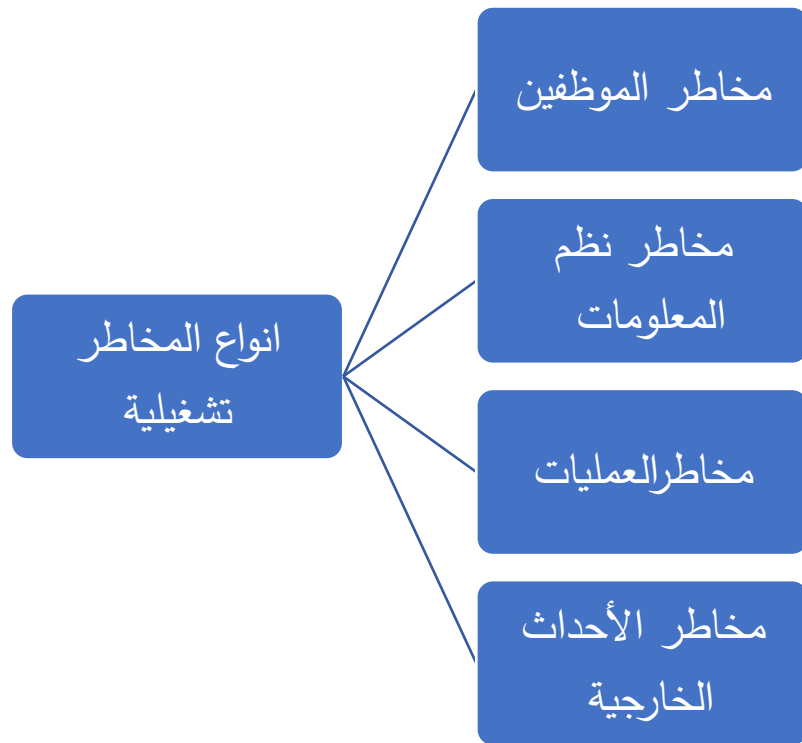 مخاطر الموظفين
مخاطر نظم
المعلومات
انواع المخاطر
تشغيلية
مخاطرالعمليات
مخاطر الأحداث
الخارجية